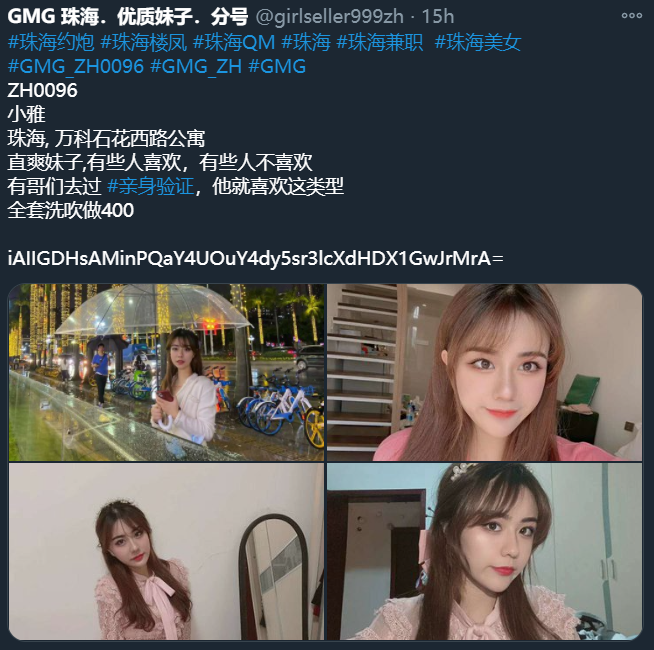 GMG 珠海．优质妹子．分号 @girlseller999zh · 15h
#珠海约炮 #珠海楼凤 #珠海QM #珠海 #珠海兼职 #珠海美女
#GMG_ZH0096 #GMG_ZH #GMG
ZH0096
小雅
珠海, 万科石花西路公寓
直爽妹子,有些人喜欢，有些人不喜欢
有哥们去过 #亲身验证，他就喜欢这类型
全套洗吹做400
iAIIGDHsAMinPQaY4UOuY4dy5sr3lcXdHDX1GwJrMrA=